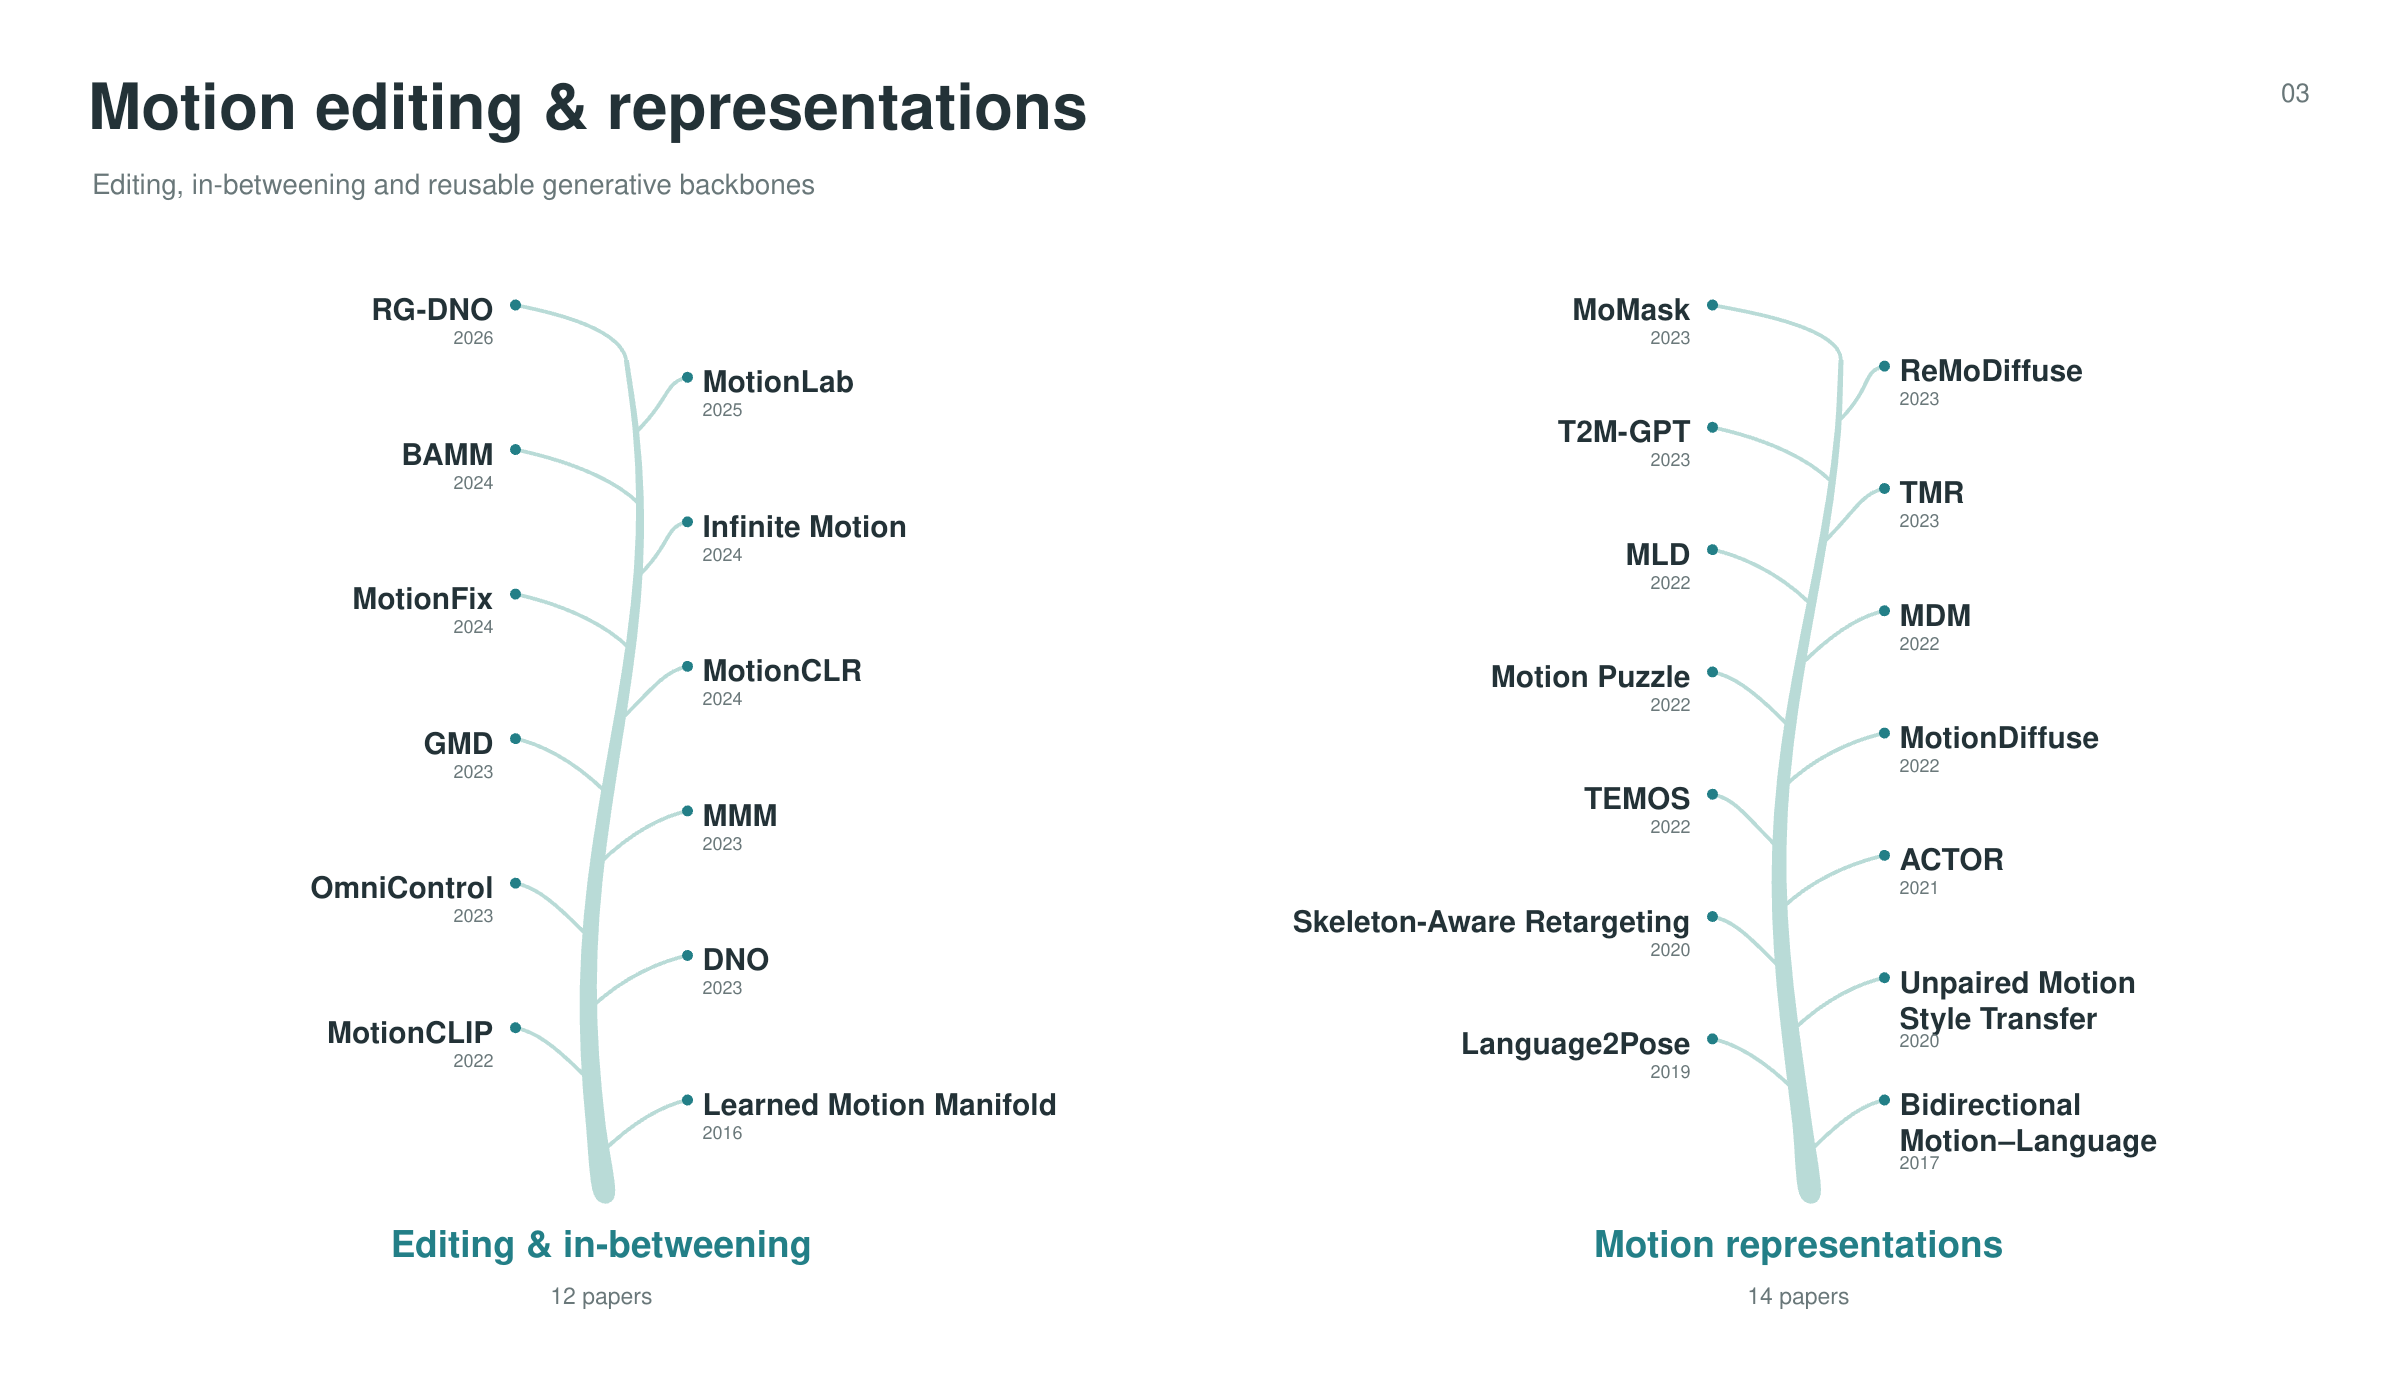 Motion editing & representations
03
Editing, in-betweening and reusable generative backbones
RG-DNO
2026
MotionLab
2025
BAMM
2024
Infinite Motion
2024
MotionFix
2024
MotionCLR
2024
GMD
2023
MMM
2023
OmniControl
2023
DNO
2023
MotionCLIP
2022
Learned Motion Manifold
2016
Editing & in-betweening
12 papers
MoMask
2023
ReMoDiffuse
2023
T2M-GPT
2023
TMR
2023
MLD
2022
MDM
2022
Motion Puzzle
2022
MotionDiffuse
2022
TEMOS
2022
ACTOR
2021
Skeleton-Aware Retargeting
2020
Unpaired Motion
Style Transfer
2020
Language2Pose
2019
Bidirectional
Motion–Language
2017
Motion representations
14 papers